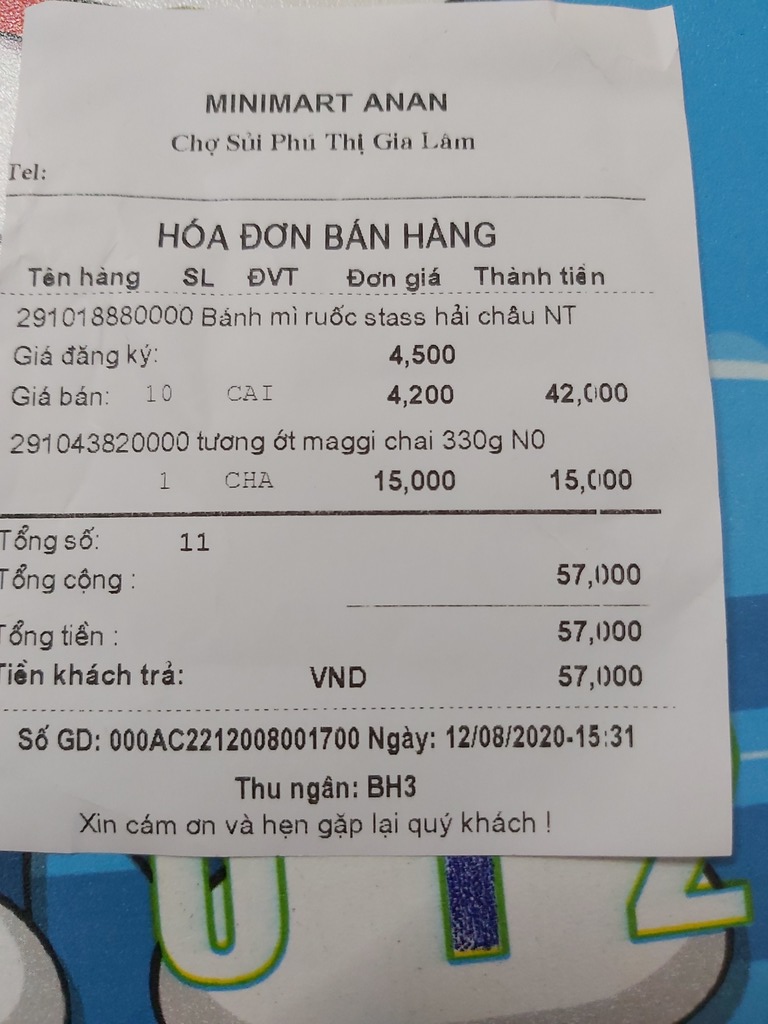 MINIMART ANAN
Chợ Sủi Phú Thị Gia Lâm
Tel:
HÓA ĐƠN BÁN HÀNG
Tên hàng SL ĐVT Đơn giá Thành tiền
291018880000 Bánh mì ruốc stass hải châu NT
Giá đăng ký: 4,500
Giá bán: 10 CAI 4,200 42,000
291043820000 tương ớt maggi chai 330g N0
1 CHA 15,000 15,000
Tổng số: 11
Tổng cộng : 57,000
Tổng tiền : 57,000
Tiền khách trả: VND 57,000
Số GD: 000AC2212008001700 Ngày: 12/08/2020-15:31
Thu ngân: BH3
Xin cám ơn và hẹn gặp lại quý khách !